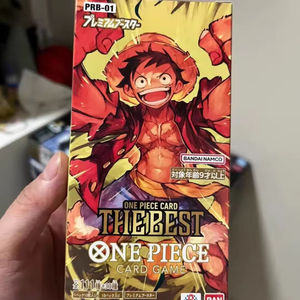 PRB-01
プレミアムブースター
BANDAI NAMCO
対象年齢9才以上
ONE PIECE CARD
THE BEST
ONE PIECE
CARD GAME
BAN